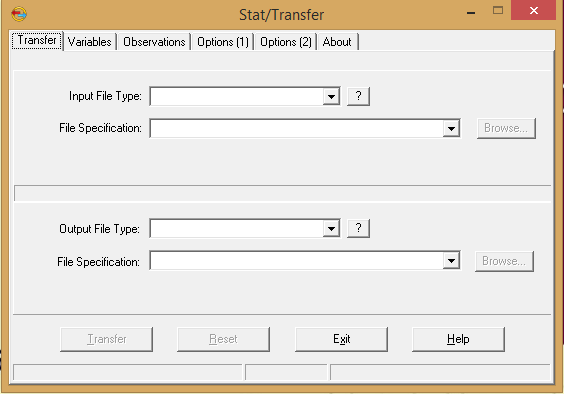 Stat/Transfer
Transfer Variables Observations Options (1) Options (2) About
Input File Type: ?
File Specification: Browse...
Output File Type: ?
File Specification: Browse...
Transfer Reset Exit Help